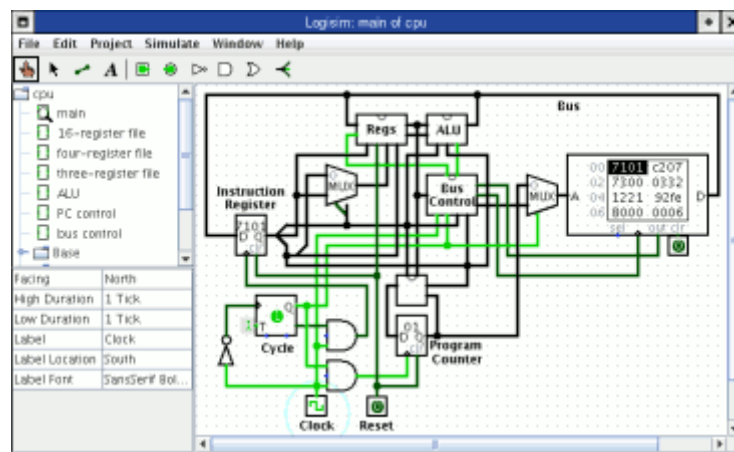 Logisim: main of cpu
File Edit Project Simulate Window Help
A
cpu
main
16-register file
four-register file
three-register file
ALU
PC control
bus control
Base
Facing North
High Duration 1 Tick
Low Duration 1 Tick
Label Clock
Label Location South
Label Font SansSerif Bol...
Bus
Regs ALU
MUX
Bus
Control
MUX
Instruction
Register
7101
D Q
clr
A
00 7101 c207
02 7300 0332
04 1221 92fe
06 8000 0006
D
sel out clr
Q
T
Cycle
01
D Q
clr
Program
Counter
Clock Reset